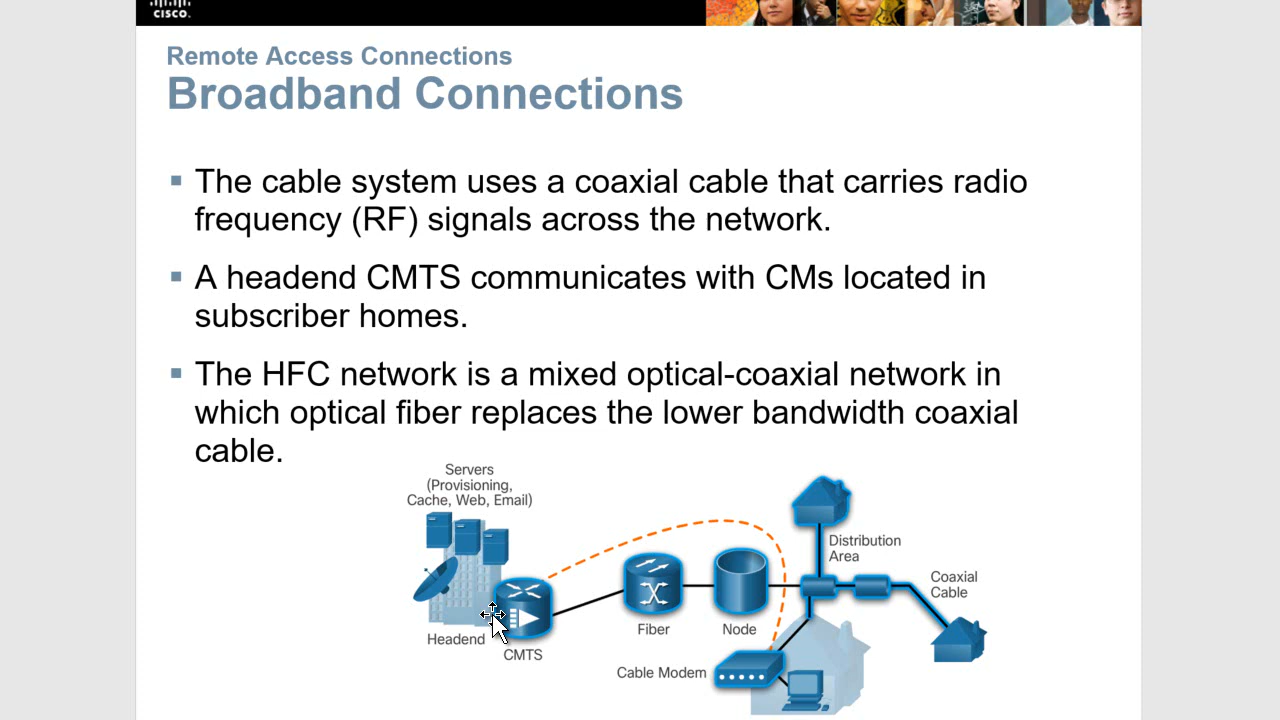 CISCO.
Remote Access Connections
Broadband Connections
The cable system uses a coaxial cable that carries radio
frequency (RF) signals across the network.
A headend CMTS communicates with CMs located in
subscriber homes.
The HFC network is a mixed optical-coaxial network in
which optical fiber replaces the lower bandwidth coaxial
cable.
Servers
(Provisioning,
Cache, Web, Email)
Headend
CMTS
Fiber
Node
Distribution
Area
Coaxial
Cable
Cable Modem